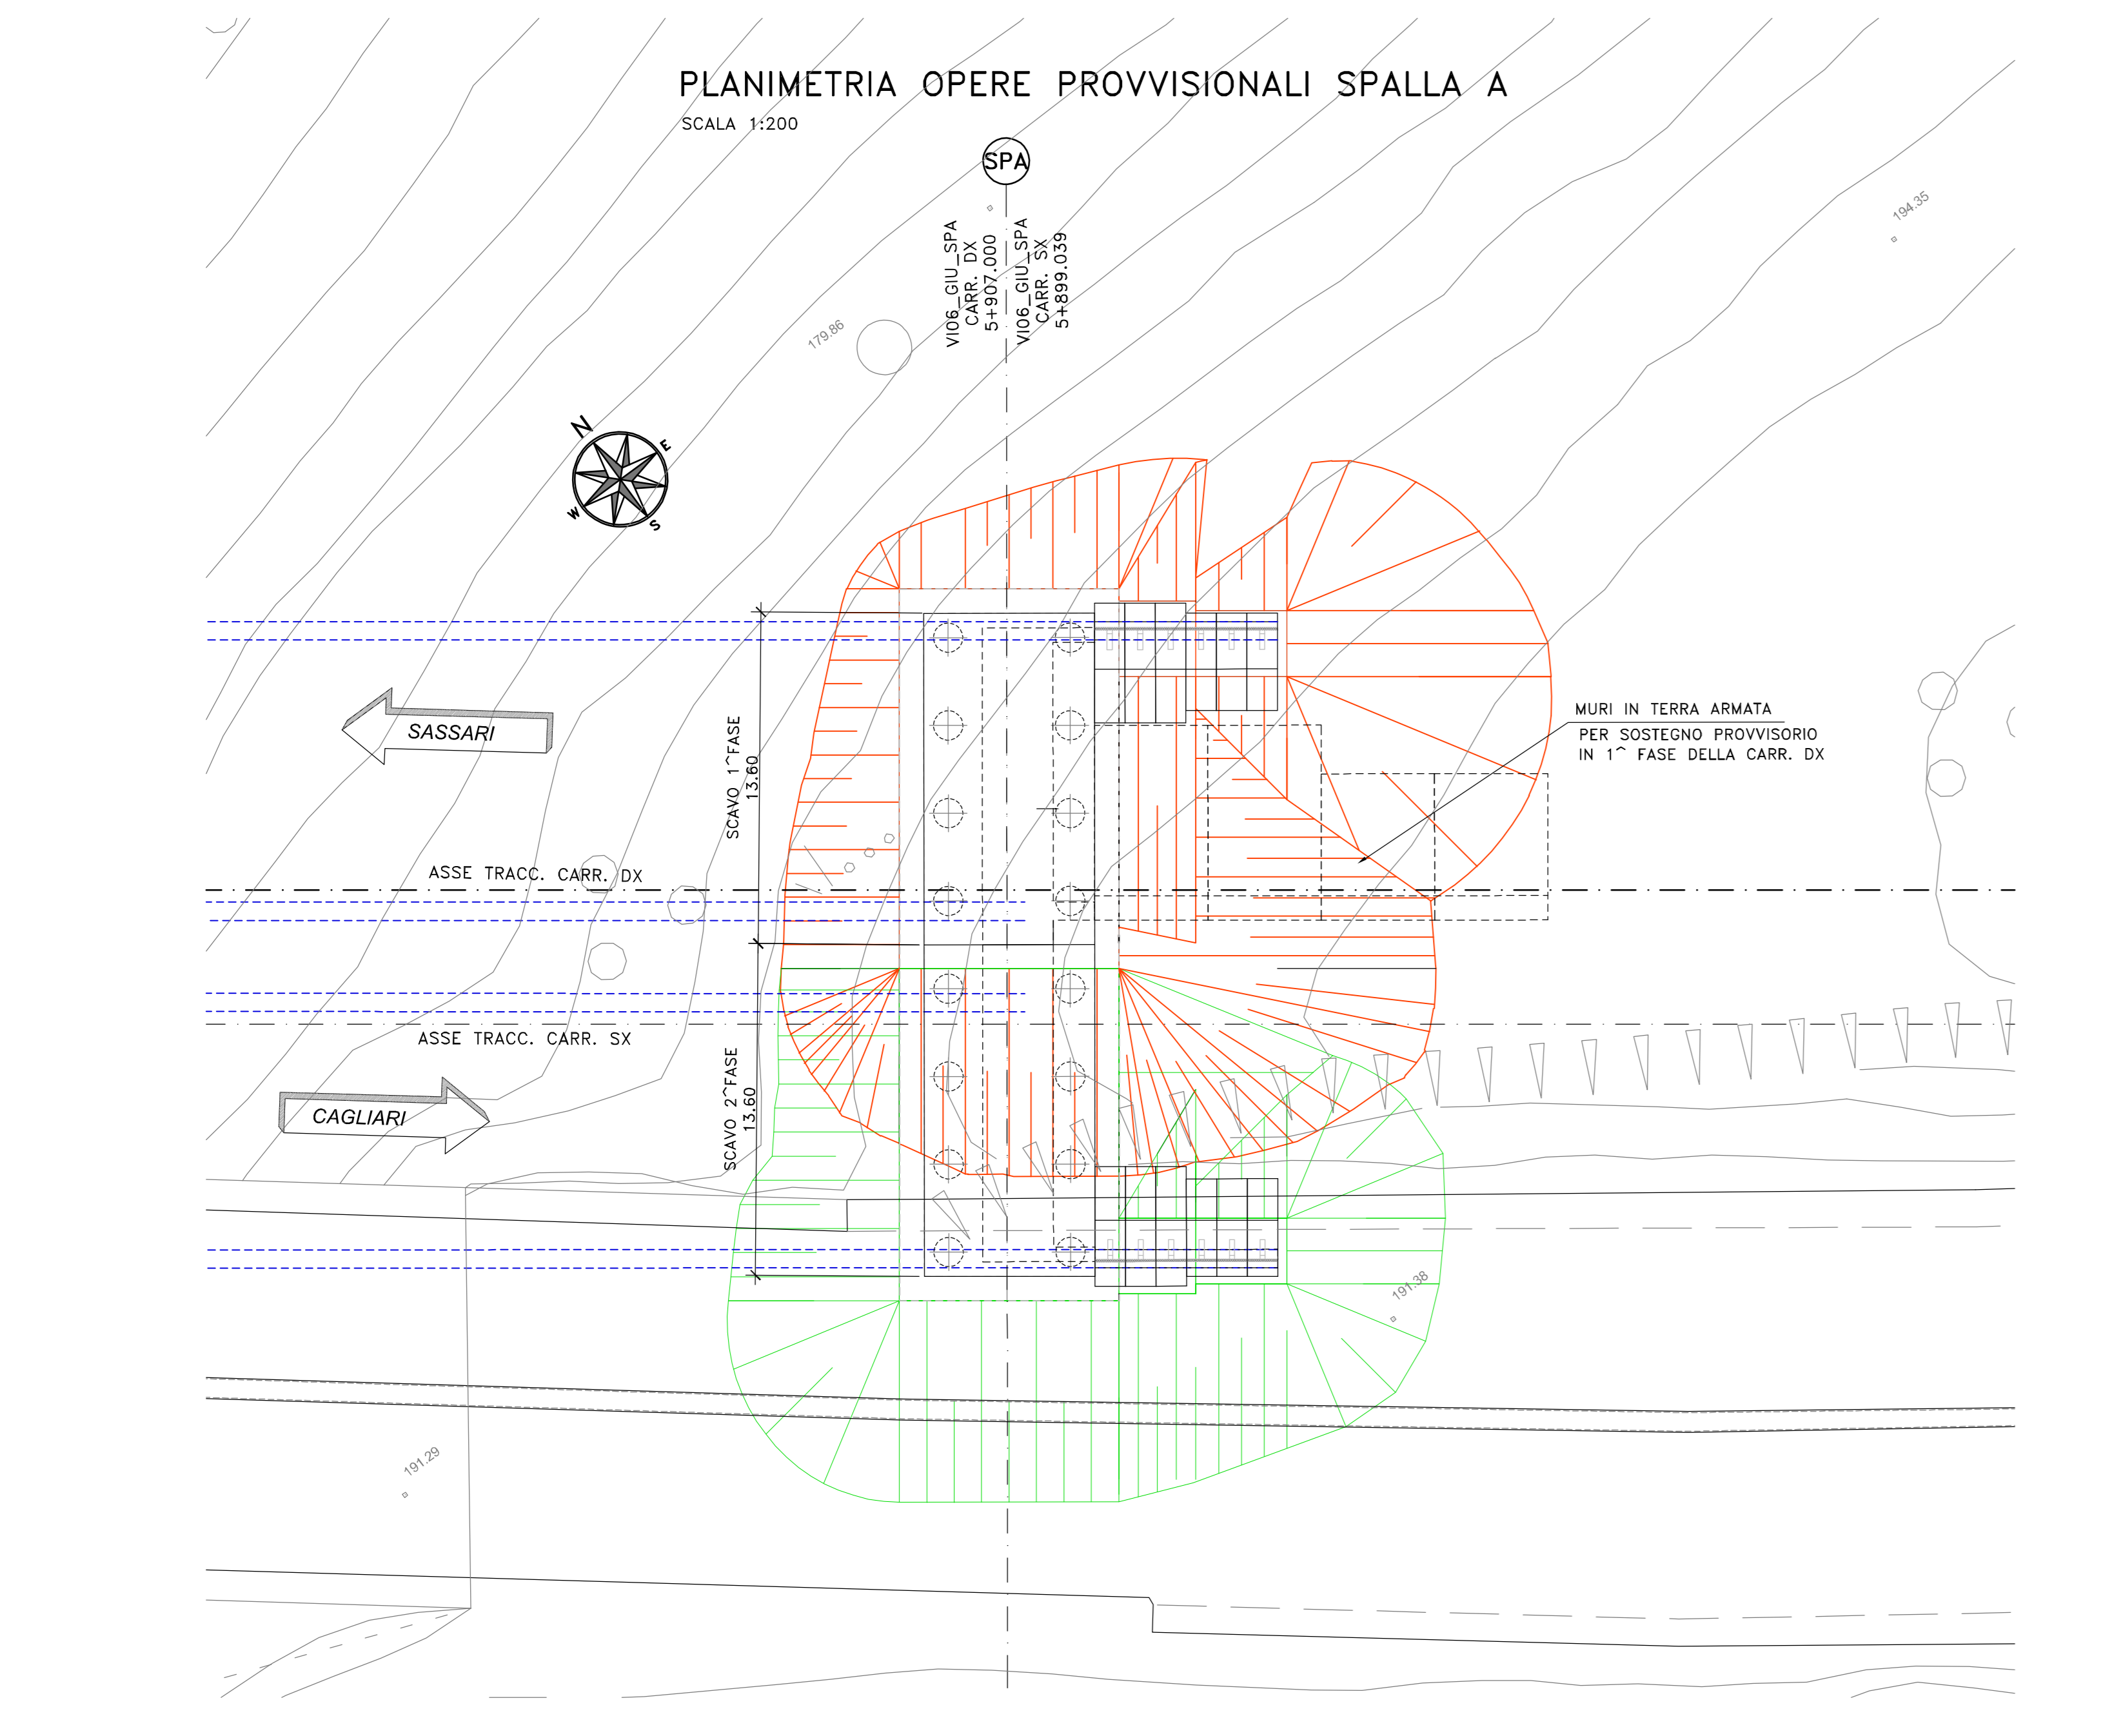 PLANIMETRIA OPERE PROVVISIONALI SPALLA A
SCALA 1:200
SPA
VI06_GIU_SPA
CARR. DX
5+907.000
VI06_GIU_SPA
CARR. SX
5+899.039
194.35
179.86
N
E
W
S
SASSARI
MURI IN TERRA ARMATA
PER SOSTEGNO PROVVISORIO
IN 1^ FASE DELLA CARR. DX
SCAVO 1^FASE
13.60
ASSE TRACC. CARR. DX
ASSE TRACC. CARR. SX
CAGLIARI
SCAVO 2^FASE
13.60
191.38
191.29